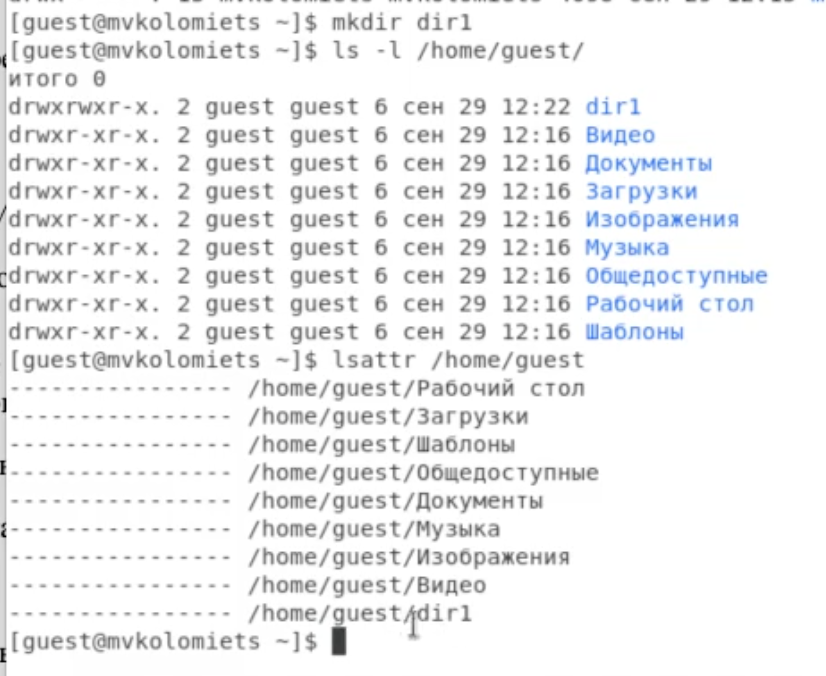 [guest@mvkolomiets ~]$ mkdir dir1
[guest@mvkolomiets ~]$ ls -l /home/guest/
итого 0
drwxrwxr-x. 2 guest guest 6 сен 29 12:22 dir1
drwxr-xr-x. 2 guest guest 6 сен 29 12:16 Видео
drwxr-xr-x. 2 guest guest 6 сен 29 12:16 Документы
drwxr-xr-x. 2 guest guest 6 сен 29 12:16 Загрузки
drwxr-xr-x. 2 guest guest 6 сен 29 12:16 Изображения
drwxr-xr-x. 2 guest guest 6 сен 29 12:16 Музыка
drwxr-xr-x. 2 guest guest 6 сен 29 12:16 Общедоступные
drwxr-xr-x. 2 guest guest 6 сен 29 12:16 Рабочий стол
drwxr-xr-x. 2 guest guest 6 сен 29 12:16 Шаблоны
[guest@mvkolomiets ~]$ lsattr /home/guest
---------------- /home/guest/Рабочий стол
---------------- /home/guest/Загрузки
---------------- /home/guest/Шаблоны
---------------- /home/guest/Общедоступные
---------------- /home/guest/Документы
---------------- /home/guest/Музыка
---------------- /home/guest/Изображения
---------------- /home/guest/Видео
---------------- /home/guest/dir1
[guest@mvkolomiets ~]$